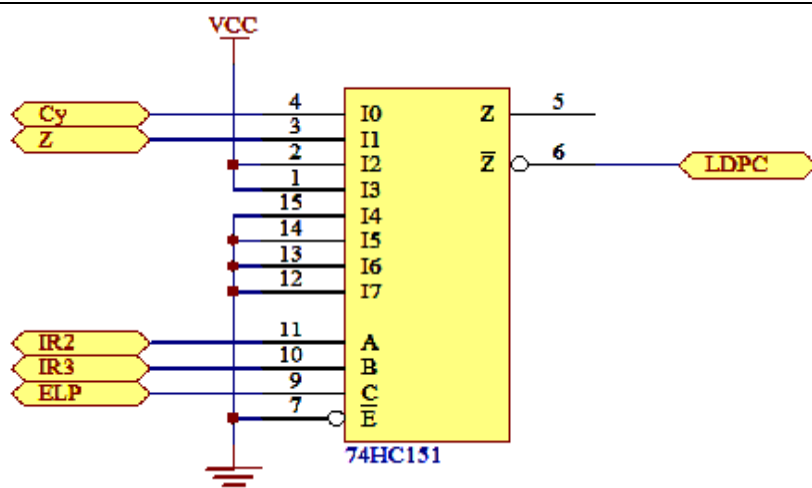 VCC
Cy 4 I0 Z 5
Z 3 I1
2 I2 Z 6 LDPC
1 I3
15 I4
14 I5
13 I6
12 I7
IR2 11 A
IR3 10 B
ELP 9 C
7 E
74HC151